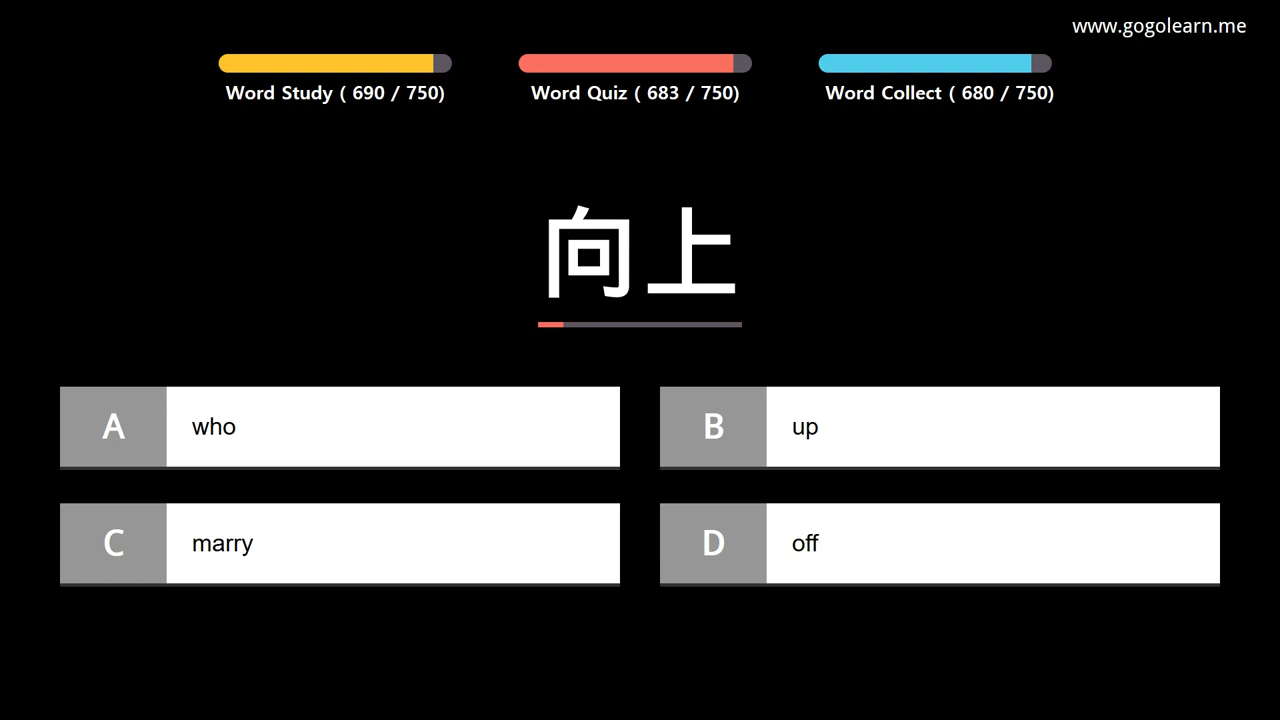 www.gogolearn.me
Word Study ( 690 / 750)
Word Quiz ( 683 / 750)
Word Collect ( 680 / 750)
向上
A who
B up
C marry
D off